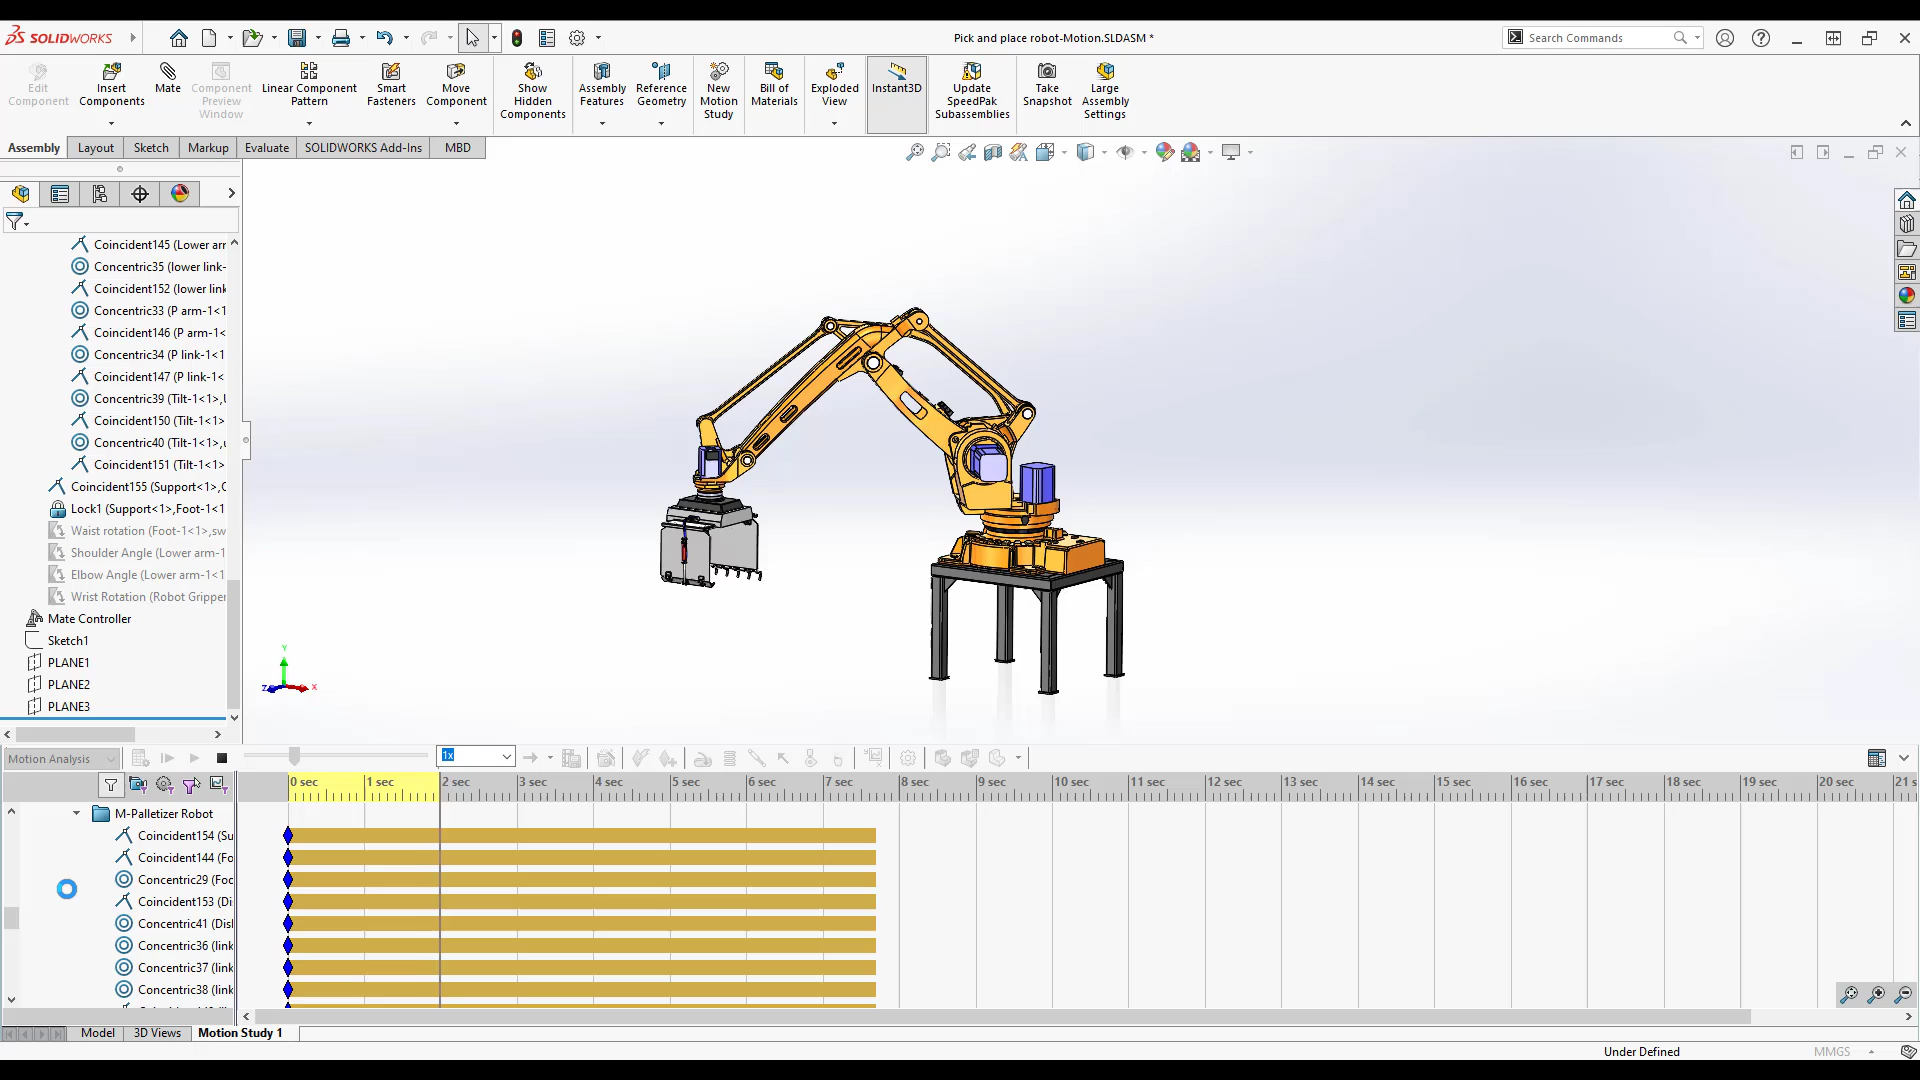 SOLIDWORKS
Pick and place robot-Motion.SLDASM *
Search Commands
Edit Component
Insert Components
Mate
Component Preview Window
Linear Component Pattern
Smart Fasteners
Move Component
Show Hidden Components
Assembly Features
Reference Geometry
New Motion Study
Bill of Materials
Exploded View
Instant3D
Update SpeedPak Subassemblies
Take Snapshot
Large Assembly Settings
Assembly
Layout
Sketch
Markup
Evaluate
SOLIDWORKS Add-Ins
MBD
Coincident145 (Lower arr
Concentric35 (lower link-
Coincident152 (lower link
Concentric33 (P arm-1<1
Coincident146 (P arm-1<
Concentric34 (P link-1<1
Coincident147 (P link-1<
Concentric39 (Tilt-1<1>,
Coincident150 (Tilt-1<1>
Concentric40 (Tilt-1<1>,u
Coincident151 (Tilt-1<1>
Coincident155 (Support<1>,C
Lock1 (Support<1>,Foot-1<1
Waist rotation (Foot-1<1>,sw
Shoulder Angle (Lower arm-1
Elbow Angle (Lower arm-1<1
Wrist Rotation (Robot Gripper
Mate Controller
Sketch1
PLANE1
PLANE2
PLANE3
Y
Z
X
Motion Analysis
1x
0 sec
1 sec
2 sec
3 sec
4 sec
5 sec
6 sec
7 sec
8 sec
9 sec
10 sec
11 sec
12 sec
13 sec
14 sec
15 sec
16 sec
17 sec
18 sec
19 sec
20 sec
21 s
M-Palletizer Robot
Coincident154 (Su
Coincident144 (Fo
Concentric29 (Foc
Coincident153 (Di
Concentric41 (Disl
Concentric36 (link
Concentric37 (link
Concentric38 (link
Model
3D Views
Motion Study 1
Under Defined
MMGS